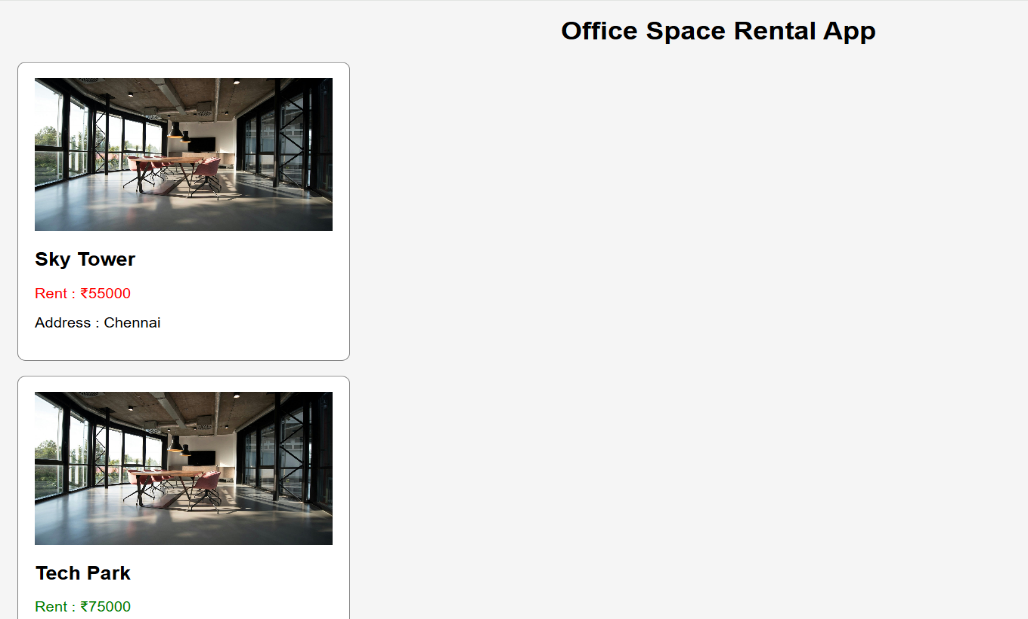 Office Space Rental App
Sky Tower
Rent : ₹55000
Address : Chennai
Tech Park
Rent : ₹75000